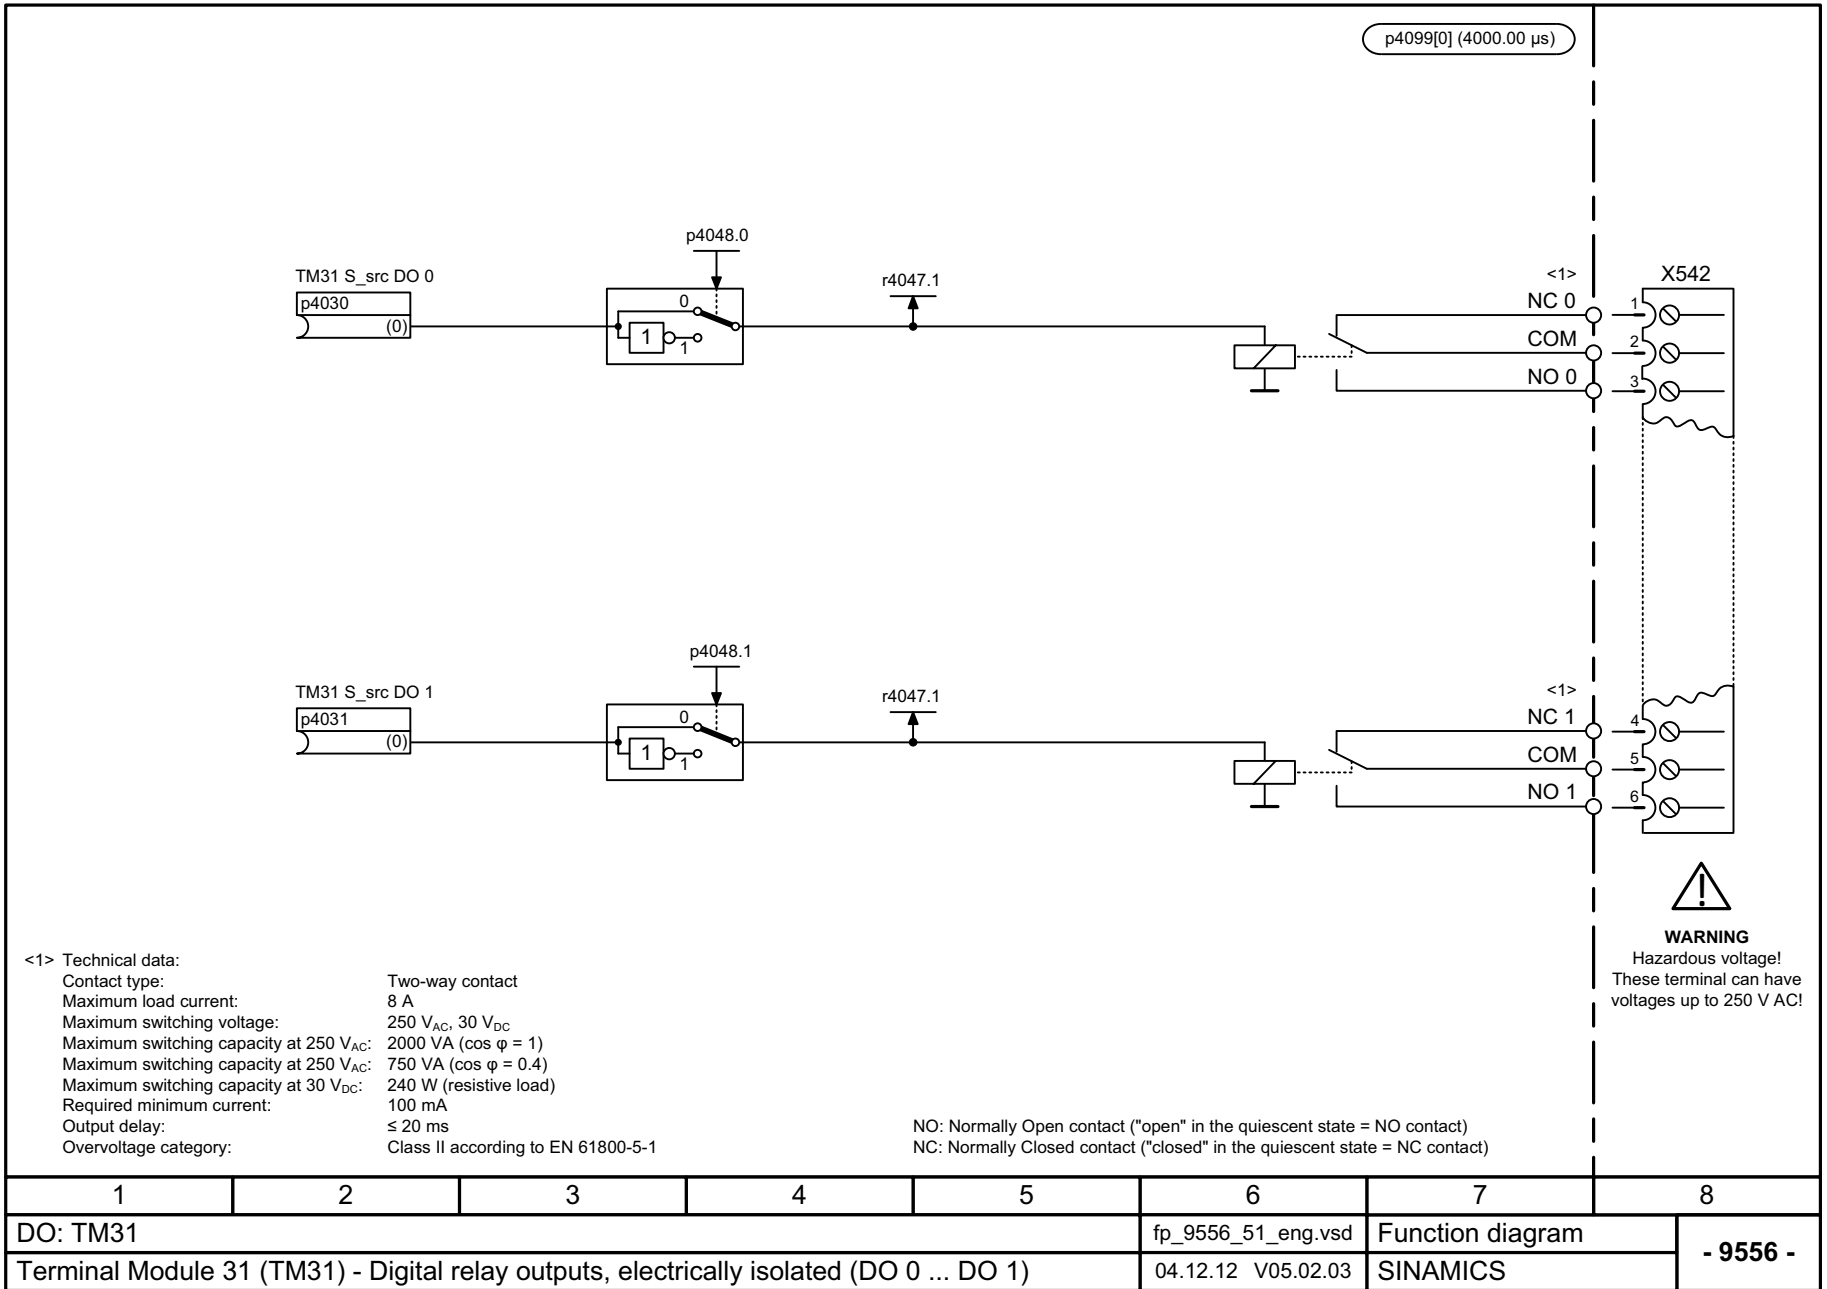 p4099[0] (4000.00 µs)
p4048.0
TM31 S_src DO 0
p4030
(0)
0
1
1
r4047.1
<1>
NC 0
COM
NO 0
X542
1
2
3
p4048.1
TM31 S_src DO 1
p4031
(0)
0
1
1
r4047.1
<1>
NC 1
COM
NO 1
4
5
6
WARNING
Hazardous voltage!
These terminal can have
voltages up to 250 V AC!
<1> Technical data:
Contact type: Two-way contact
Maximum load current: 8 A
Maximum switching voltage: 250 VAC, 30 VDC
Maximum switching capacity at 250 VAC: 2000 VA (cos φ = 1)
Maximum switching capacity at 250 VAC: 750 VA (cos φ = 0.4)
Maximum switching capacity at 30 VDC: 240 W (resistive load)
Required minimum current: 100 mA
Output delay: ≤ 20 ms
Overvoltage category: Class II according to EN 61800-5-1
NO: Normally Open contact ("open" in the quiescent state = NO contact)
NC: Normally Closed contact ("closed" in the quiescent state = NC contact)
1 2 3 4 5 6 7 8
DO: TM31
fp_9556_51_eng.vsd
Function diagram
- 9556 -
Terminal Module 31 (TM31) - Digital relay outputs, electrically isolated (DO 0 ... DO 1)
04.12.12 V05.02.03
SINAMICS